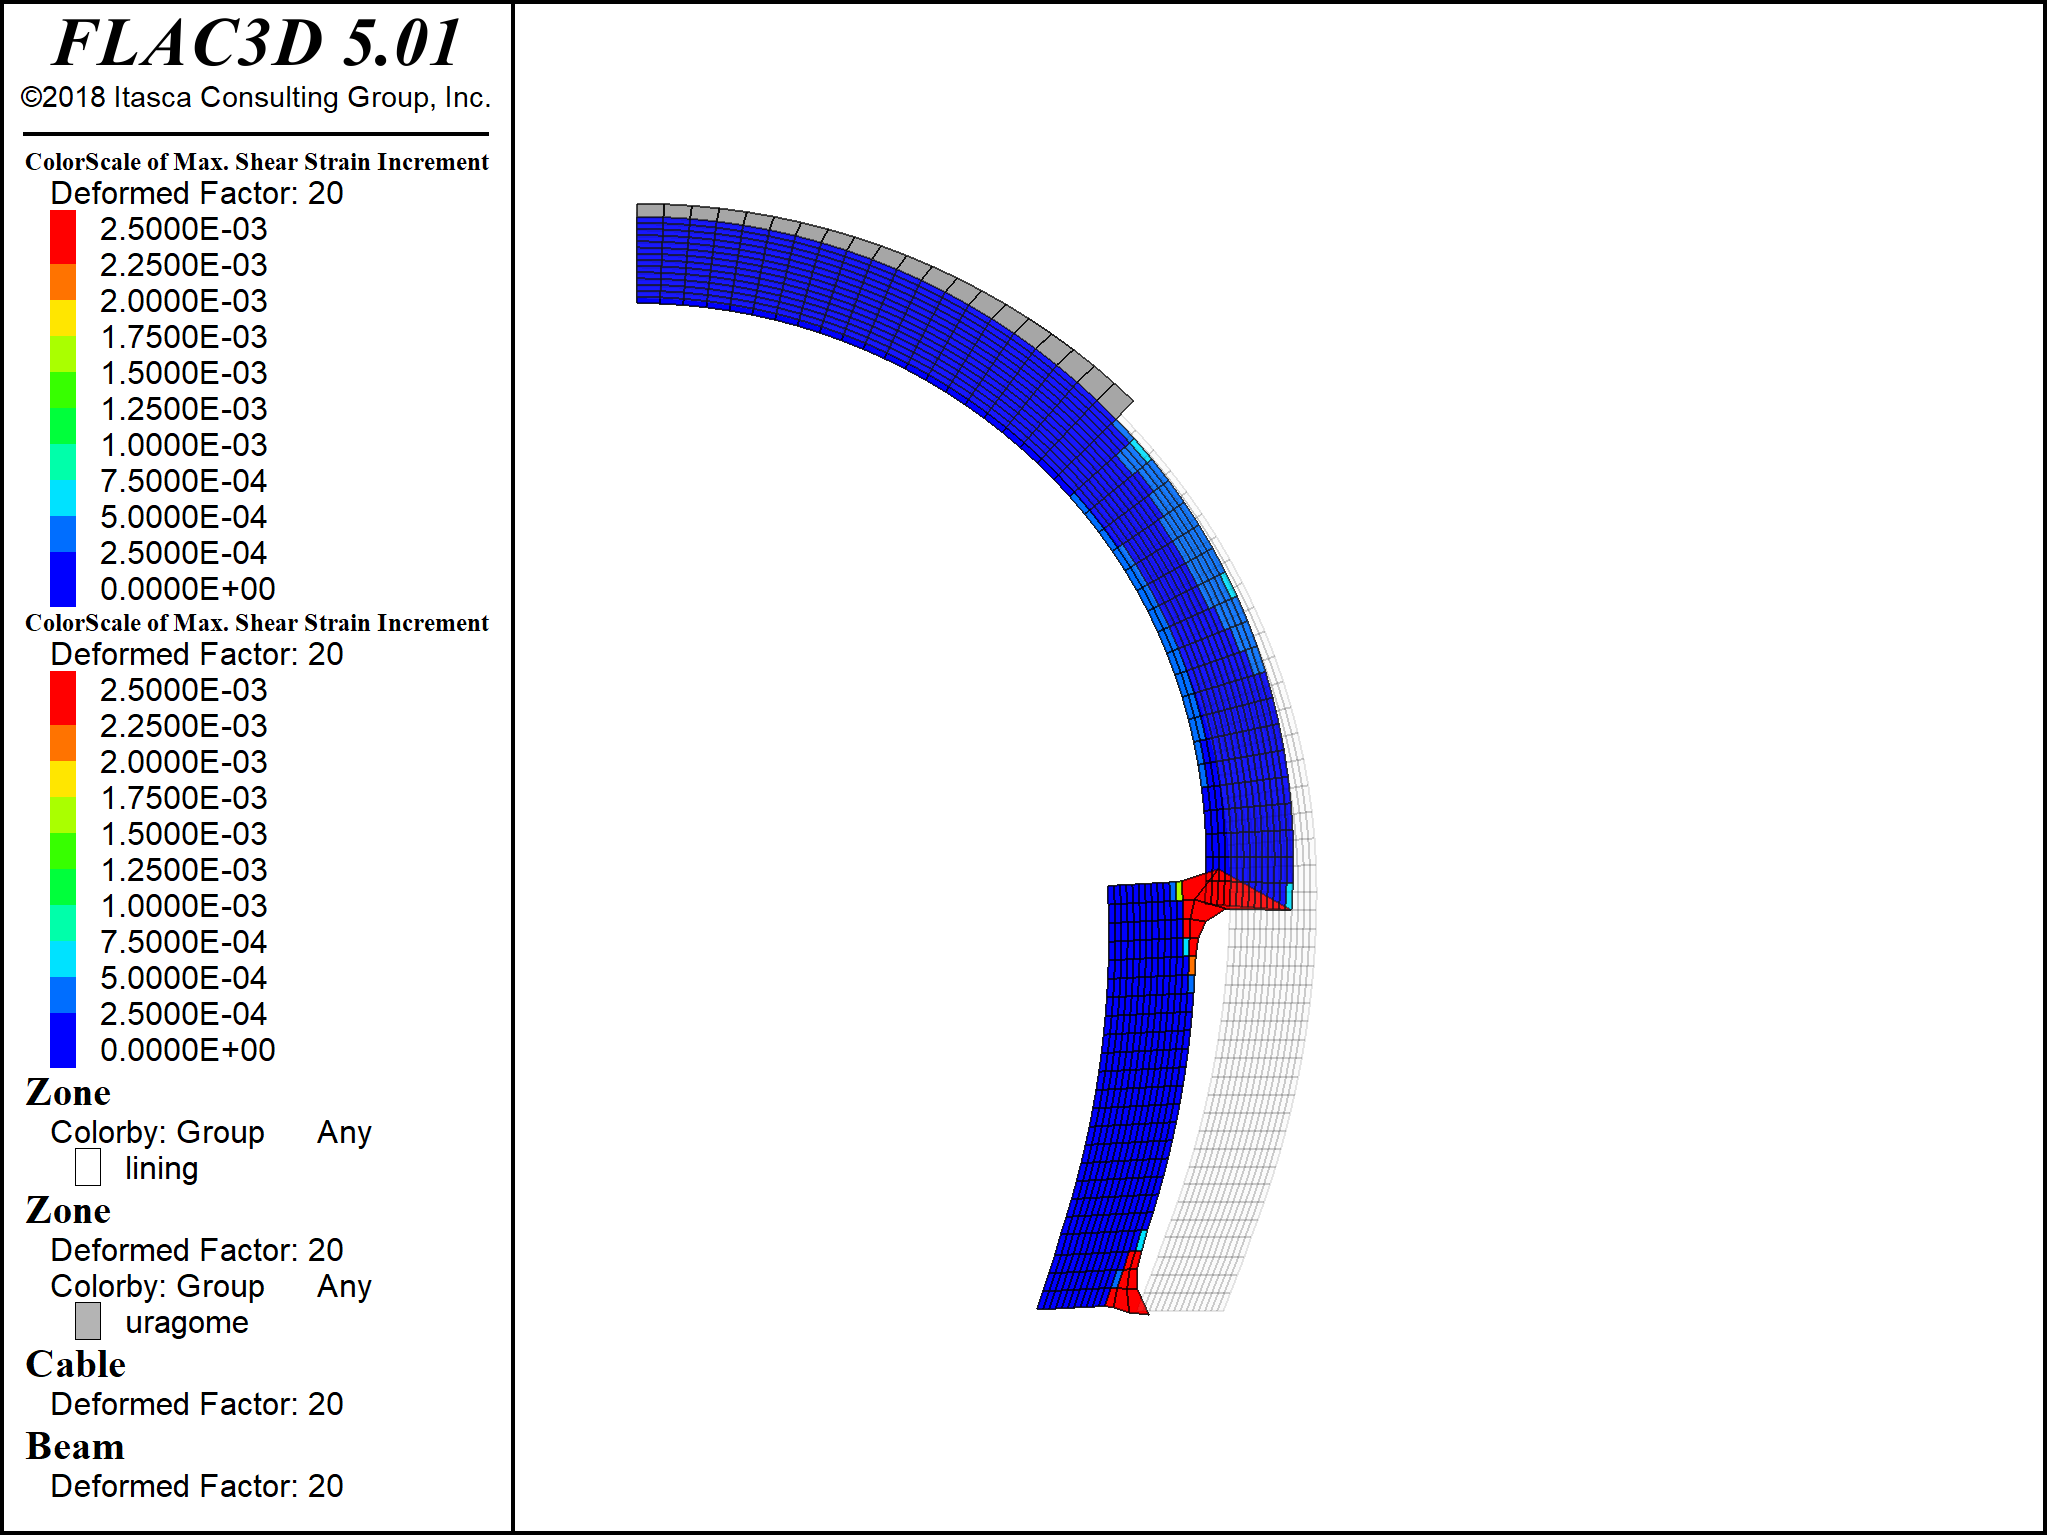 FLAC3D 5.01
©2018 Itasca Consulting Group, Inc.
ColorScale of Max. Shear Strain Increment
Deformed Factor: 20
2.5000E-03
2.2500E-03
2.0000E-03
1.7500E-03
1.5000E-03
1.2500E-03
1.0000E-03
7.5000E-04
5.0000E-04
2.5000E-04
0.0000E+00
ColorScale of Max. Shear Strain Increment
Deformed Factor: 20
2.5000E-03
2.2500E-03
2.0000E-03
1.7500E-03
1.5000E-03
1.2500E-03
1.0000E-03
7.5000E-04
5.0000E-04
2.5000E-04
0.0000E+00
Zone
Colorby: Group Any
lining
Zone
Deformed Factor: 20
Colorby: Group Any
uragome
Cable
Deformed Factor: 20
Beam
Deformed Factor: 20